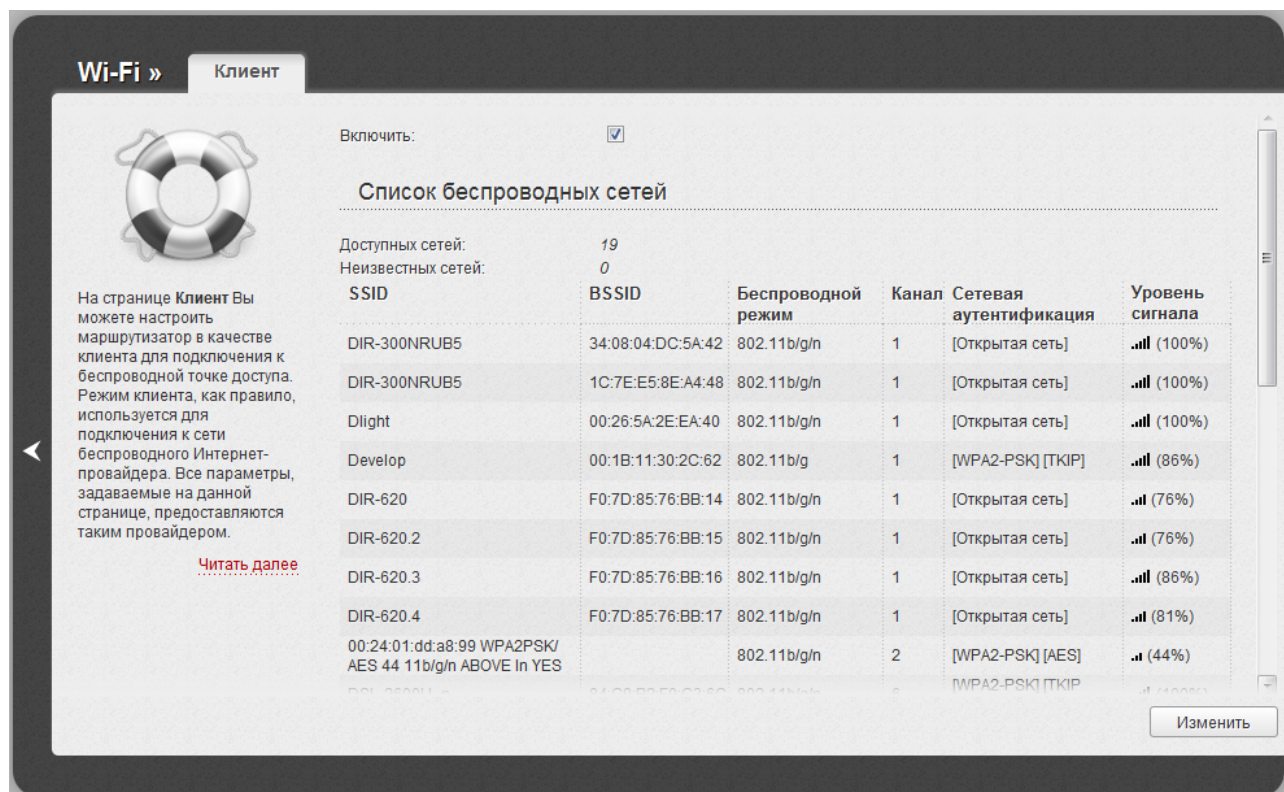 Wi-Fi »
Клиент
На странице Клиент Вы
можете настроить
маршрутизатор в качестве
клиента для подключения к
беспроводной точке доступа.
Режим клиента, как правило,
используется для
подключения к сети
беспроводного Интернет-
провайдера. Все параметры,
задаваемые на данной
странице, предоставляются
таким провайдером.
Читать далее
Включить:
Список беспроводных сетей
Доступных сетей: 19
Неизвестных сетей: 0
SSID BSSID Беспроводной режим Канал Сетевая аутентификация Уровень сигнала
DIR-300NRUB5 34:08:04:DC:5A:42 802.11b/g/n 1 [Открытая сеть] (100%)
DIR-300NRUB5 1C:7E:E5:8E:A4:48 802.11b/g/n 1 [Открытая сеть] (100%)
Dlight 00:26:5A:2E:EA:40 802.11b/g/n 1 [Открытая сеть] (100%)
Develop 00:1B:11:30:2C:62 802.11b/g 1 [WPA2-PSK] [TKIP] (86%)
DIR-620 F0:7D:85:76:BB:14 802.11b/g/n 1 [Открытая сеть] (76%)
DIR-620.2 F0:7D:85:76:BB:15 802.11b/g/n 1 [Открытая сеть] (76%)
DIR-620.3 F0:7D:85:76:BB:16 802.11b/g/n 1 [Открытая сеть] (86%)
DIR-620.4 F0:7D:85:76:BB:17 802.11b/g/n 1 [Открытая сеть] (81%)
00:24:01:dd:a8:99 WPA2PSK/
AES 44 11b/g/n ABOVE In YES 802.11b/g/n 2 [WPA2-PSK] [AES] (44%)
[WPA2-PSK] [TKIP
Изменить